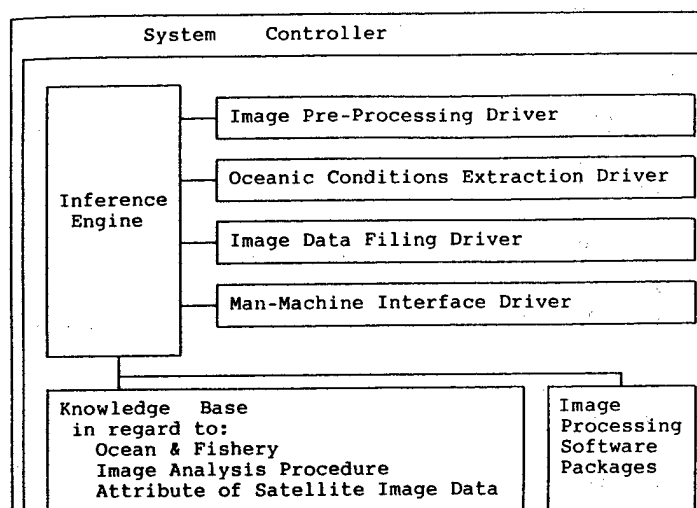 System Controller
Image Pre-Processing Driver
Oceanic Conditions Extraction Driver
Inference
Engine
Image Data Filing Driver
Man-Machine Interface Driver
Knowledge Base
in regard to:
Ocean & Fishery
Image Analysis Procedure
Attribute of Satellite Image Data
Image
Processing
Software
Packages